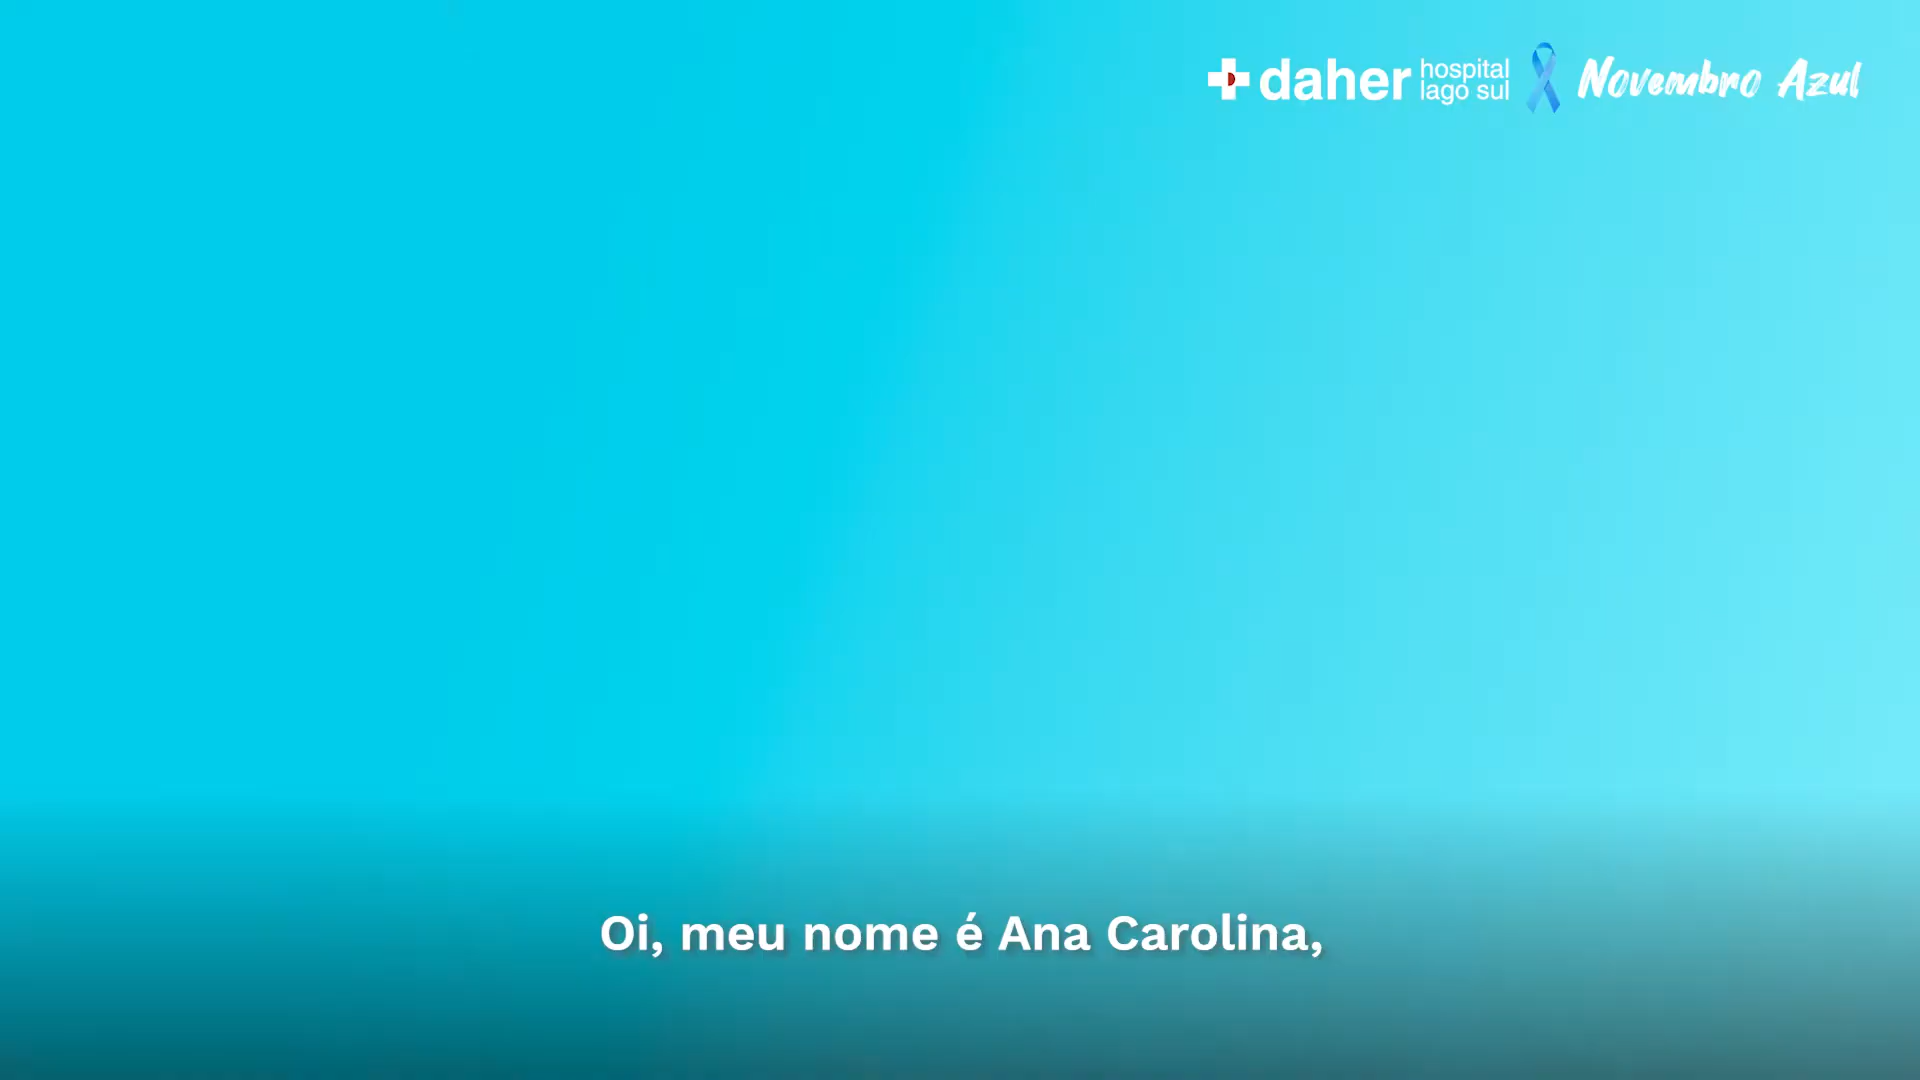 daher hospital lago sul Novembro Azul
Oi, meu nome é Ana Carolina,